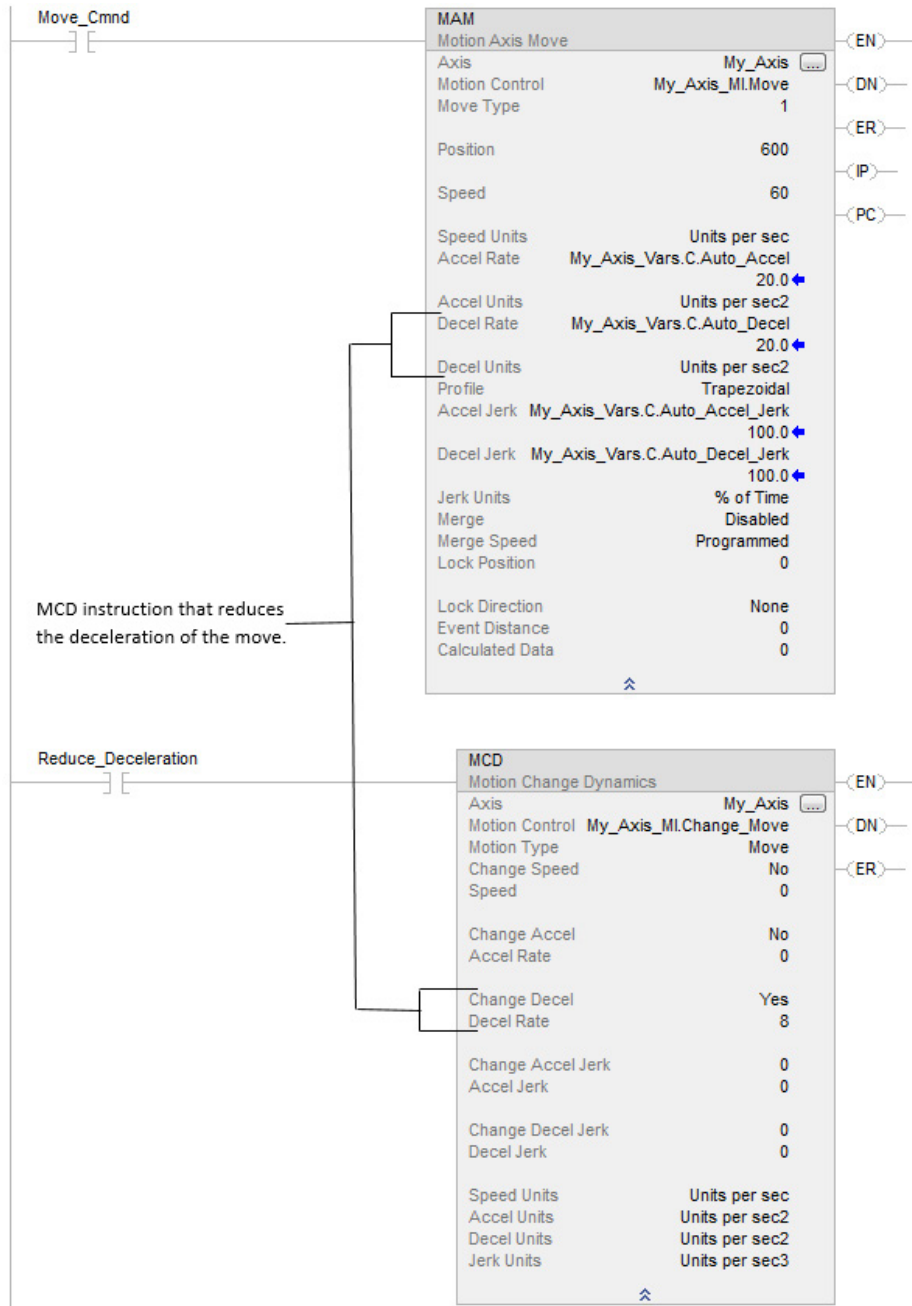 Move_Cmnd
MAM
Motion Axis Move
EN
Axis My_Axis ...
Motion Control My_Axis_MI.Move
DN
Move Type 1
ER
Position 600
IP
Speed 60
PC
Speed Units Units per sec
Accel Rate My_Axis_Vars.C.Auto_Accel
20.0
Accel Units Units per sec2
Decel Rate My_Axis_Vars.C.Auto_Decel
20.0
Decel Units Units per sec2
Profile Trapezoidal
Accel Jerk My_Axis_Vars.C.Auto_Accel_Jerk
100.0
Decel Jerk My_Axis_Vars.C.Auto_Decel_Jerk
100.0
Jerk Units % of Time
Merge Disabled
Merge Speed Programmed
Lock Position 0
Lock Direction None
Event Distance 0
Calculated Data 0
MCD instruction that reduces
the deceleration of the move.
Reduce_Deceleration
MCD
Motion Change Dynamics
EN
Axis My_Axis ...
Motion Control My_Axis_MI.Change_Move
DN
Motion Type Move
Change Speed No
ER
Speed 0
Change Accel No
Accel Rate 0
Change Decel Yes
Decel Rate 8
Change Accel Jerk 0
Accel Jerk 0
Change Decel Jerk 0
Decel Jerk 0
Speed Units Units per sec
Accel Units Units per sec2
Decel Units Units per sec2
Jerk Units Units per sec3